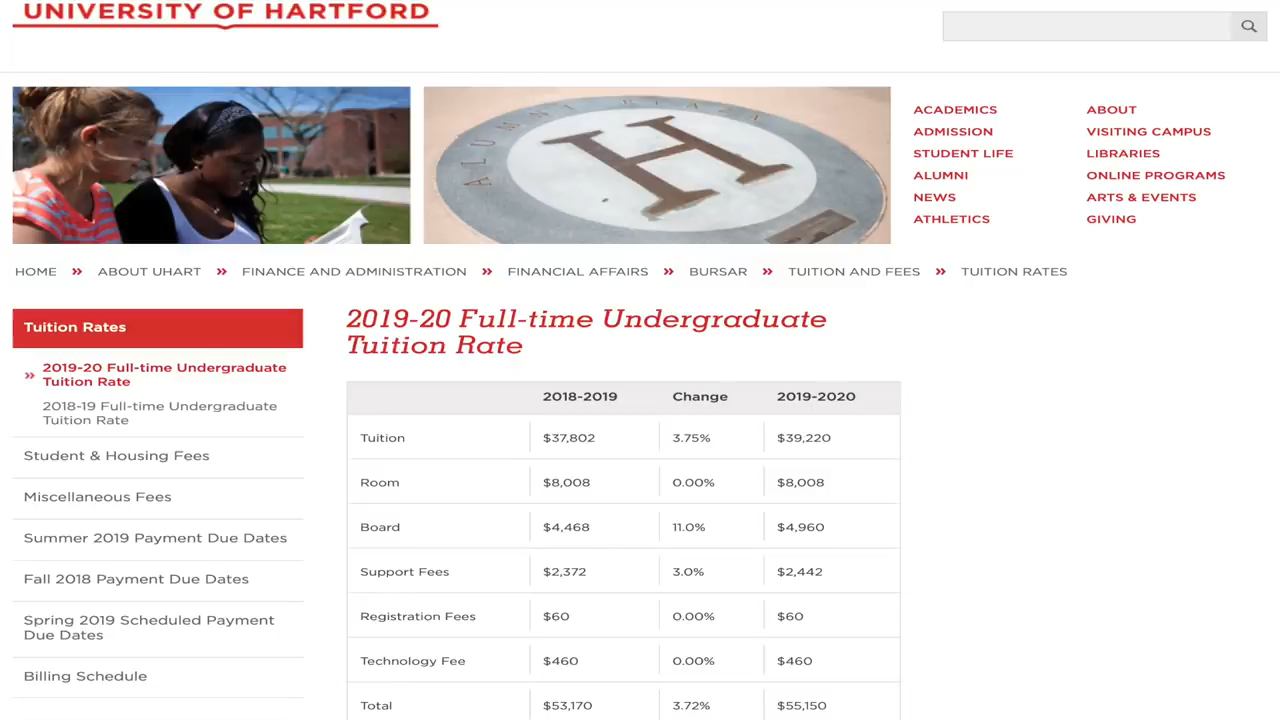 UNIVERSITY OF HARTFORD
ALUMNI PLAZA
H
ACADEMICS
ADMISSION
STUDENT LIFE
ALUMNI
NEWS
ATHLETICS
ABOUT
VISITING CAMPUS
LIBRARIES
ONLINE PROGRAMS
ARTS & EVENTS
GIVING
HOME » ABOUT UHART » FINANCE AND ADMINISTRATION » FINANCIAL AFFAIRS » BURSAR » TUITION AND FEES » TUITION RATES
Tuition Rates
» 2019-20 Full-time Undergraduate
Tuition Rate
2018-19 Full-time Undergraduate
Tuition Rate
Student & Housing Fees
Miscellaneous Fees
Summer 2019 Payment Due Dates
Fall 2018 Payment Due Dates
Spring 2019 Scheduled Payment
Due Dates
Billing Schedule
2019-20 Full-time Undergraduate
Tuition Rate
2018-2019 Change 2019-2020
Tuition $37,802 3.75% $39,220
Room $8,008 0.00% $8,008
Board $4,468 11.0% $4,960
Support Fees $2,372 3.0% $2,442
Registration Fees $60 0.00% $60
Technology Fee $460 0.00% $460
Total $53,170 3.72% $55,150